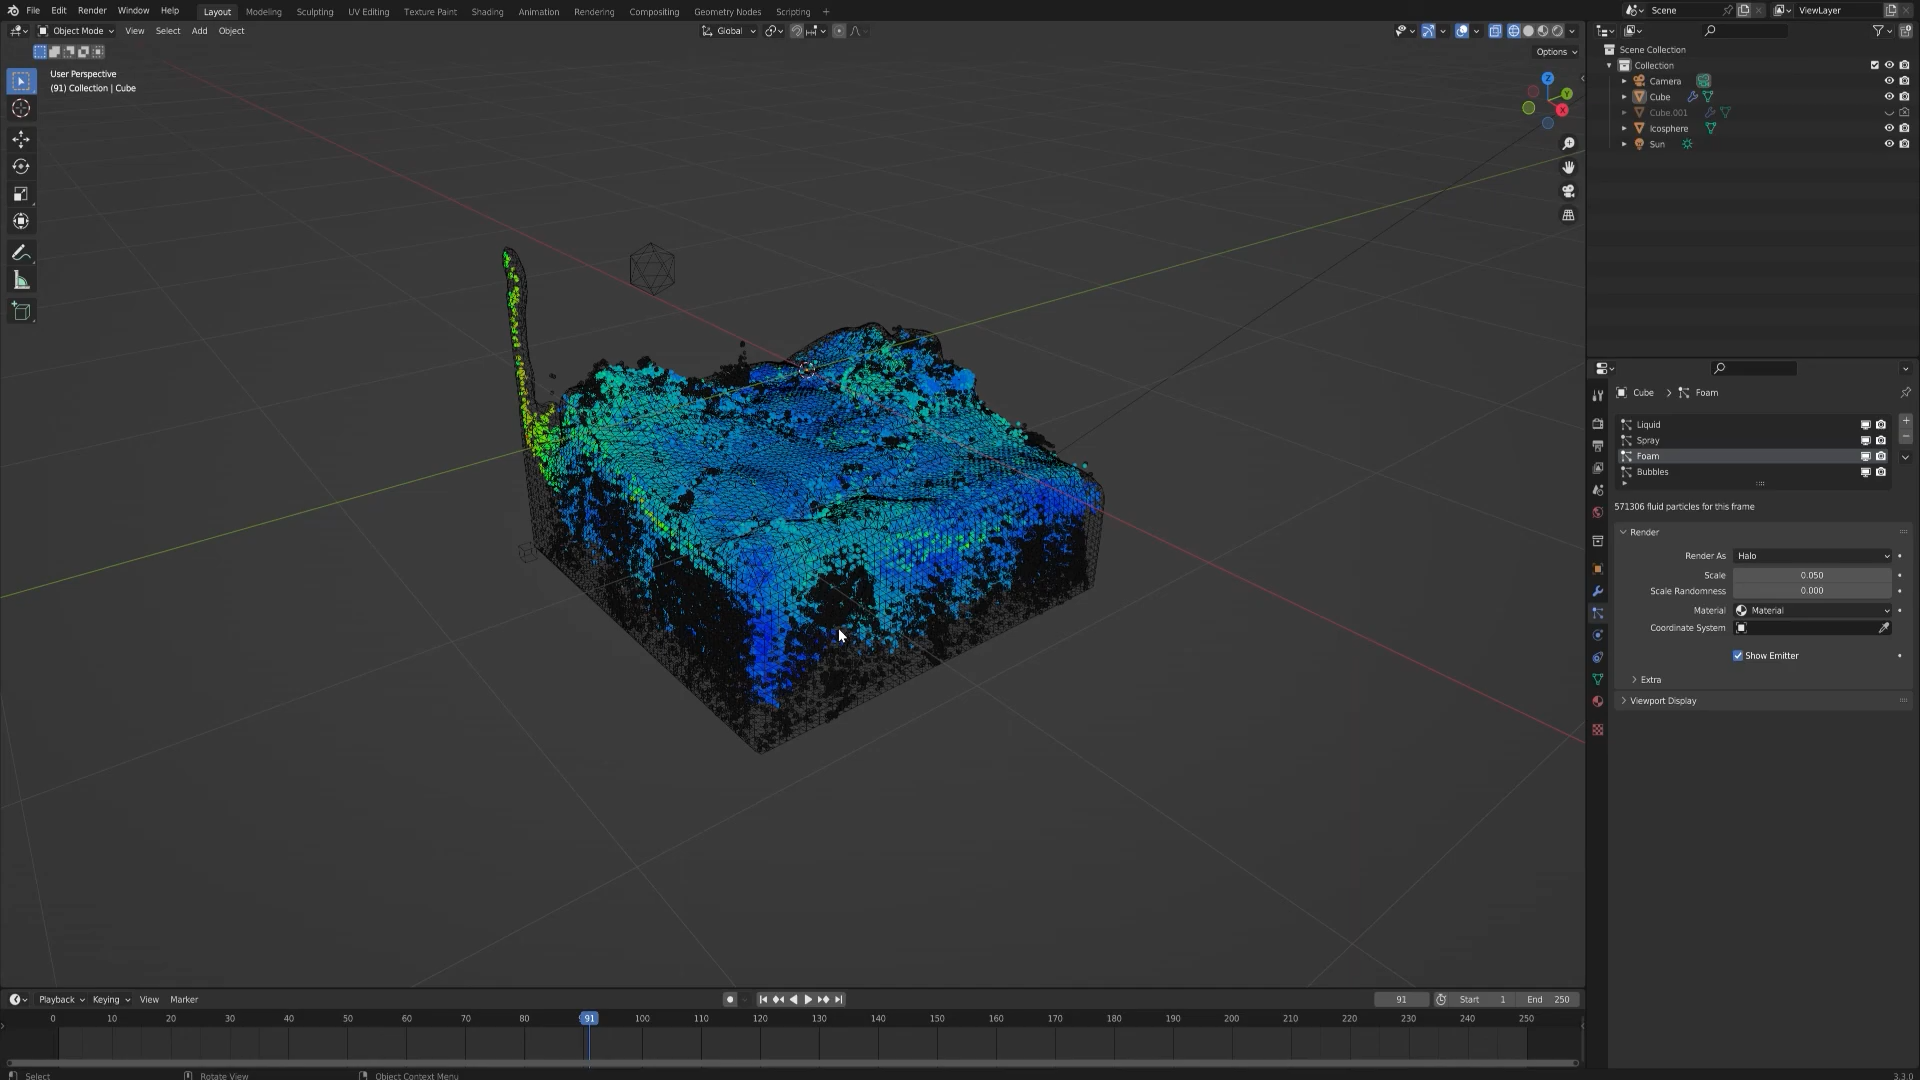 File Edit Render Window Help Layout Modeling Sculpting UV Editing Texture Paint Shading Animation Rendering Compositing Geometry Nodes Scripting +
Scene
ViewLayer
Object Mode View Select Add Object
Global
Options
User Perspective
(91) Collection | Cube
Z
Y
X
Scene Collection
Collection
Camera
Cube
Cube.001
Icosphere
Sun
Cube > Foam
Liquid
Spray
Foam
Bubbles
571306 fluid particles for this frame
Render
Render As Halo
Scale 0.050
Scale Randomness 0.000
Material Material
Coordinate System
Show Emitter
Extra
Viewport Display
Playback Keying View Marker
91 Start 1 End 250
0 10 20 30 40 50 60 70 80 91 100 110 120 130 140 150 160 170 180 190 200 210 220 230 240 250
Select Rotate View Object Context Menu 3.3.0